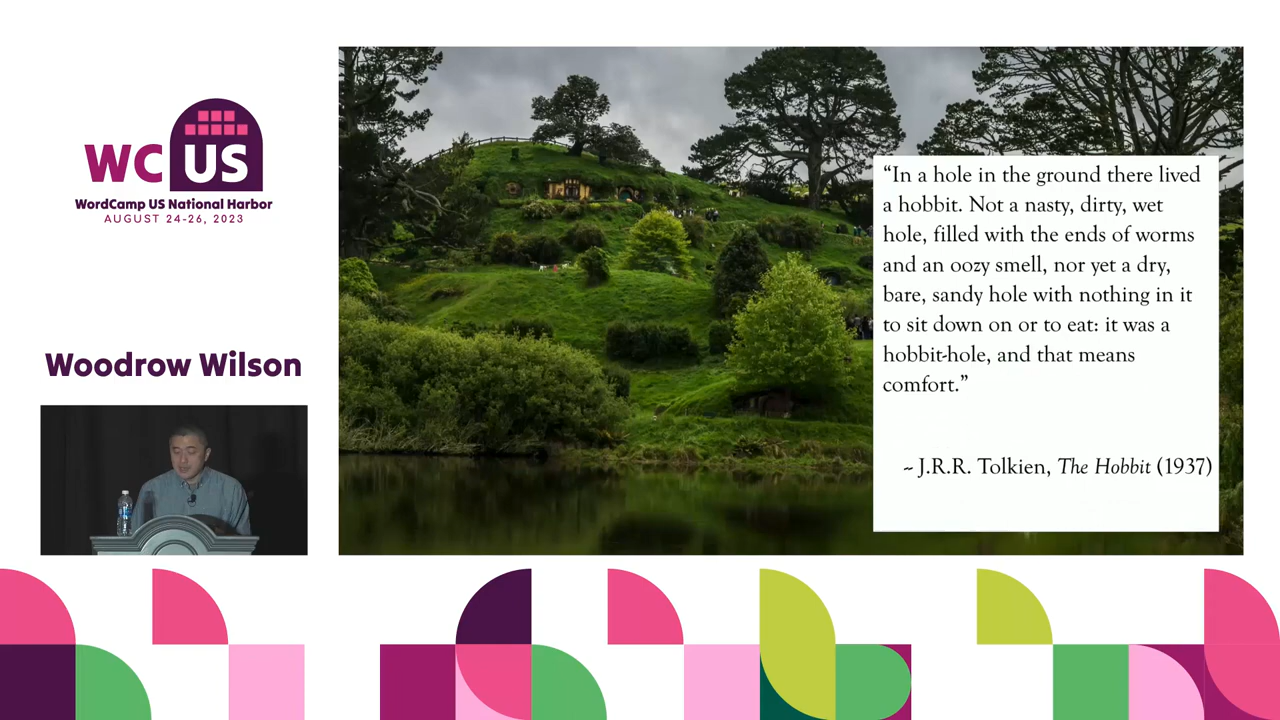 WC US
WordCamp US National Harbor
AUGUST 24-26, 2023
Woodrow Wilson
“In a hole in the ground there lived
a hobbit. Not a nasty, dirty, wet
hole, filled with the ends of worms
and an oozy smell, nor yet a dry,
bare, sandy hole with nothing in it
to sit down on or to eat: it was a
hobbit-hole, and that means
comfort.”
~ J.R.R. Tolkien, The Hobbit (1937)